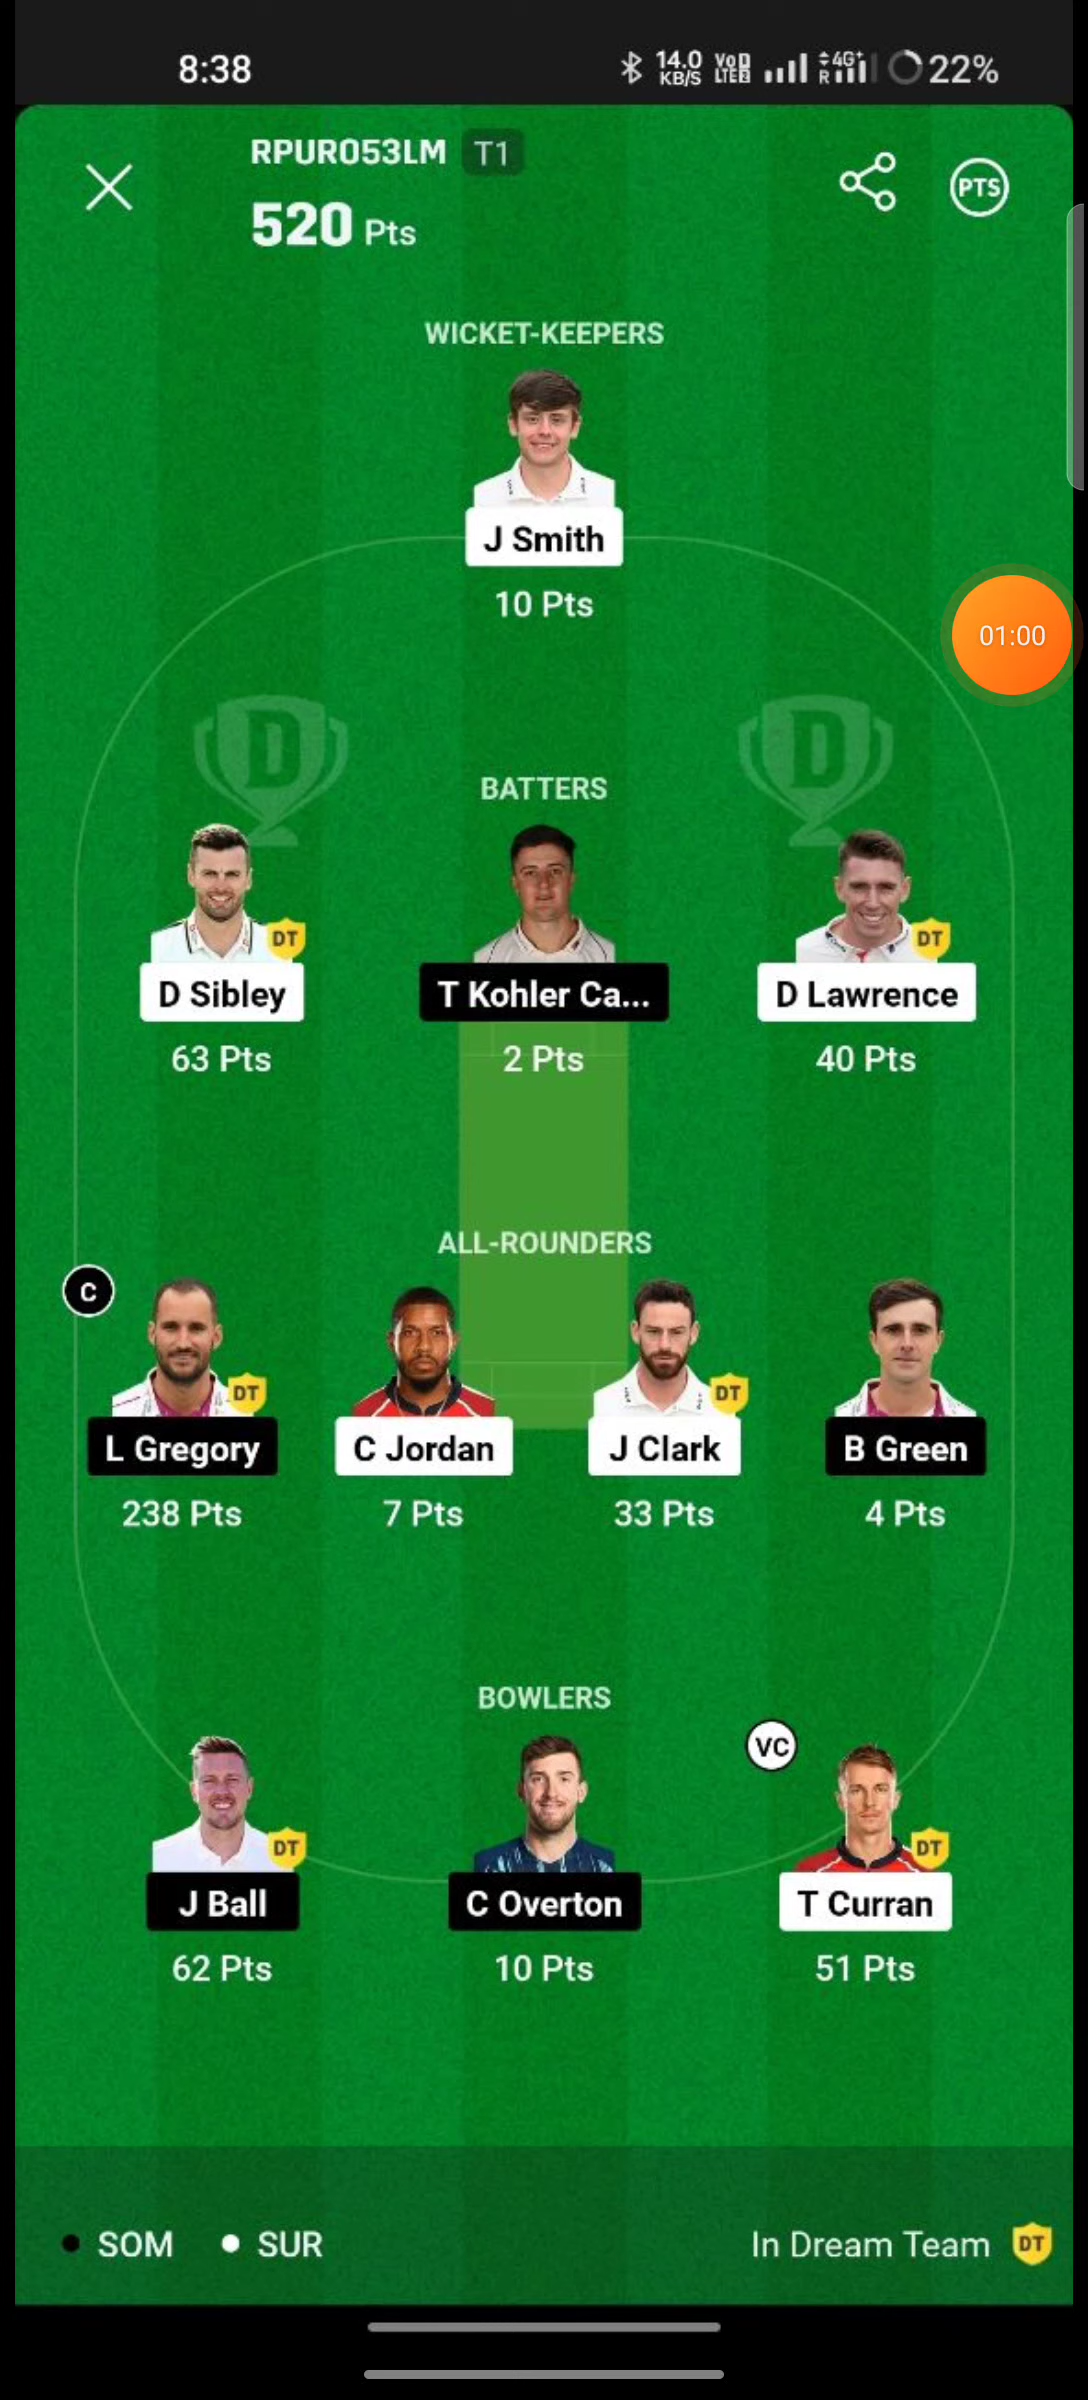 8:38
14.0 KB/S VoD LTE2 4G+ R 22%
RPURO53LM T1
520 Pts
PTS
WICKET-KEEPERS
J Smith
10 Pts
01:00
D D
BATTERS
DT DT
D Sibley T Kohler Ca... D Lawrence
63 Pts 2 Pts 40 Pts
ALL-ROUNDERS
C
DT DT
L Gregory C Jordan J Clark B Green
238 Pts 7 Pts 33 Pts 4 Pts
BOWLERS
VC
DT DT
J Ball C Overton T Curran
62 Pts 10 Pts 51 Pts
SOM SUR In Dream Team DT